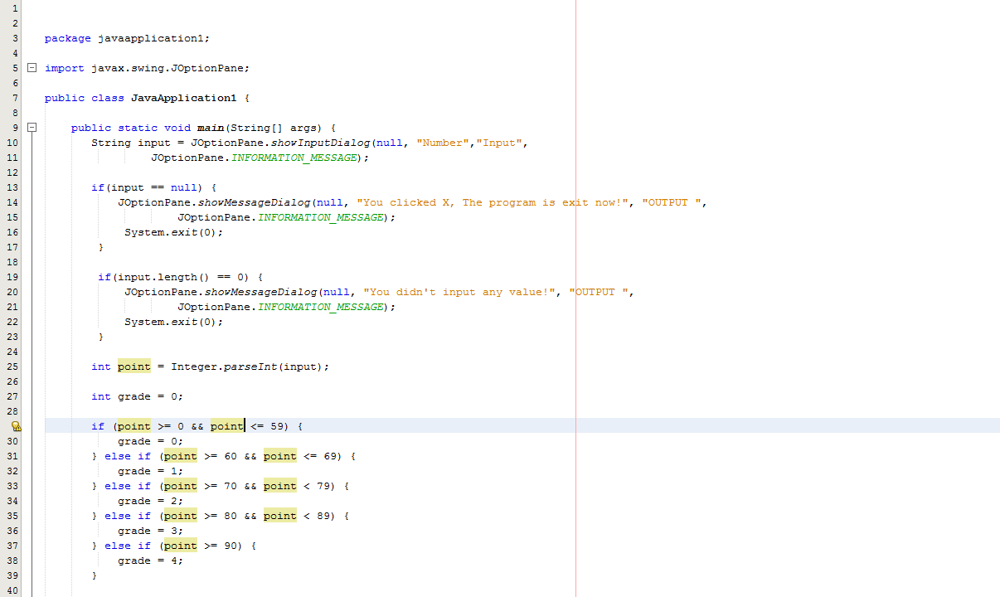 1
2
3 package javaapplication1;
4
5 import javax.swing.JOptionPane;
6
7 public class JavaApplication1 {
8
9 public static void main(String[] args) {
10 String input = JOptionPane.showInputDialog(null, "Number","Input",
11 JOptionPane.INFORMATION_MESSAGE);
12
13 if(input == null) {
14 JOptionPane.showMessageDialog(null, "You clicked X, The program is exit now!", "OUTPUT ",
15 JOptionPane.INFORMATION_MESSAGE);
16 System.exit(0);
17 }
18
19 if(input.length() == 0) {
20 JOptionPane.showMessageDialog(null, "You didn't input any value!", "OUTPUT ",
21 JOptionPane.INFORMATION_MESSAGE);
22 System.exit(0);
23 }
24
25 int point = Integer.parseInt(input);
26
27 int grade = 0;
28
if (point >= 0 && point <= 59) {
30 grade = 0;
31 } else if (point >= 60 && point <= 69) {
32 grade = 1;
33 } else if (point >= 70 && point < 79) {
34 grade = 2;
35 } else if (point >= 80 && point < 89) {
36 grade = 3;
37 } else if (point >= 90) {
38 grade = 4;
39 }
40